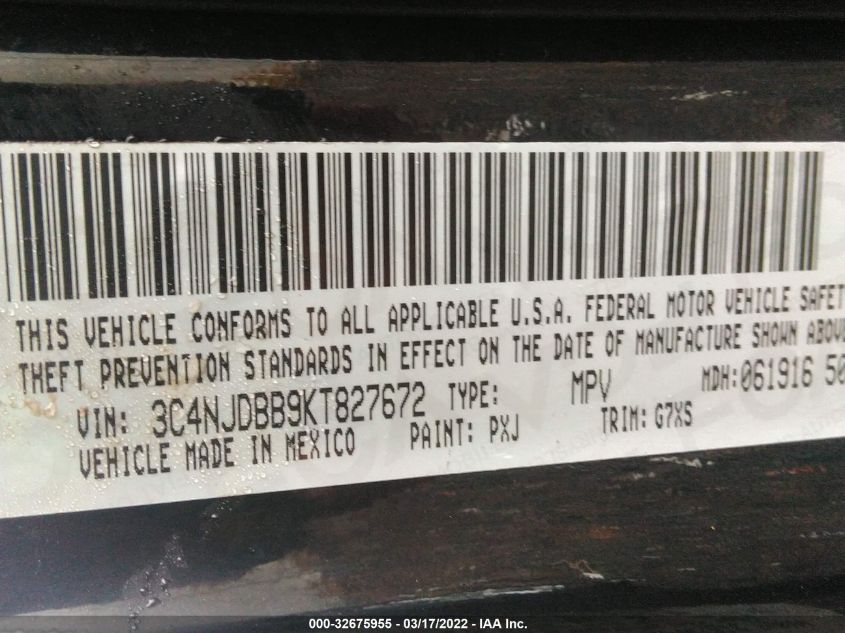 THIS VEHICLE CONFORMS TO ALL APPLICABLE U.S.A. FEDERAL MOTOR VEHICLE SAFET
THEFT PREVENTION STANDARDS IN EFFECT ON THE DATE OF MANUFACTURE SHOWN ABOVE
VIN: 3C4NJDBB9KT827672 TYPE: MPV MDH:061916 50
VEHICLE MADE IN MEXICO PAINT: PXJ TRIM: G7XS
000-32675955 - 03/17/2022 - IAA Inc.